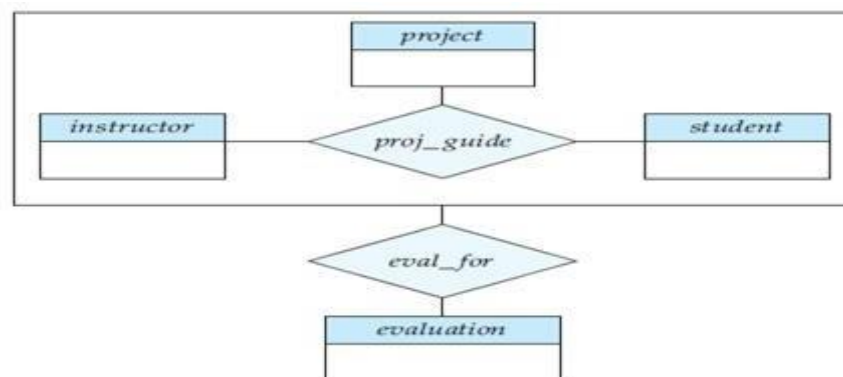 project
instructor
proj_guide
student
eval_for
evaluation